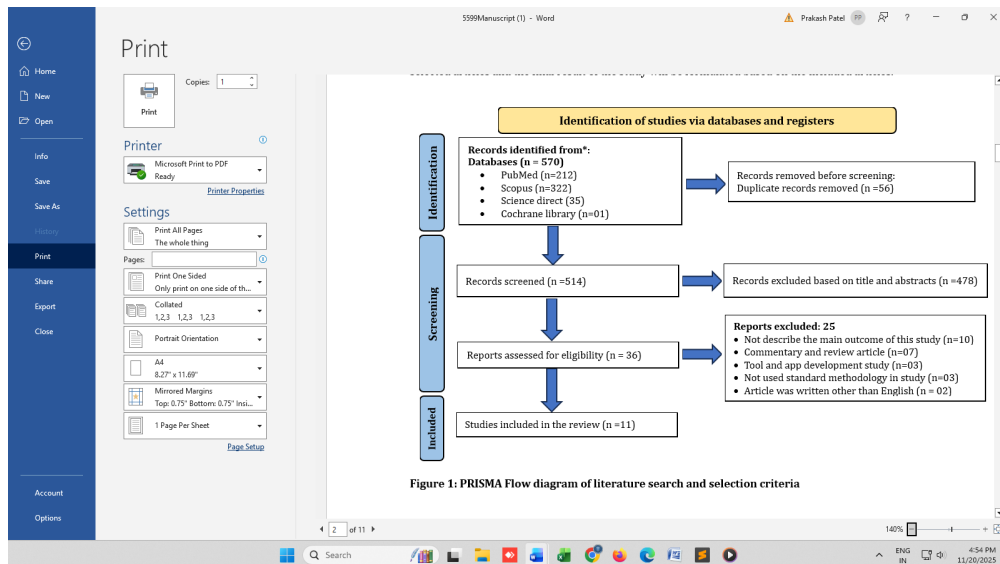 5599Manuscript (1) - Word
Prakash Patel
PP
?
Print
Home
New
Open
Info
Save
Save As
History
Print
Share
Export
Close
Account
Options
Print
Copies: 1
Printer
Microsoft Print to PDF
Ready
Printer Properties
Settings
Print All Pages
The whole thing
Pages:
Print One Sided
Only print on one side of th...
Collated
1,2,3 1,2,3 1,2,3
Portrait Orientation
A4
8.27" x 11.69"
Mirrored Margins
Top: 0.75" Bottom: 0.75" Insi...
1 Page Per Sheet
Page Setup
Identification of studies via databases and registers
Identification
Records identified from*:
Databases (n = 570)
• PubMed (n=212)
• Scopus (n=322)
• Science direct (35)
• Cochrane library (n=01)
Records removed before screening:
Duplicate records removed (n =56)
Screening
Records screened (n =514)
Records excluded based on title and abstracts (n =478)
Reports assessed for eligibility (n = 36)
Reports excluded: 25
• Not describe the main outcome of this study (n=10)
• Commentary and review article (n=07)
• Tool and app development study (n=03)
• Not used standard methodology in study (n=03)
• Article was written other than English (n = 02)
Included
Studies included in the review (n =11)
Figure 1: PRISMA Flow diagram of literature search and selection criteria
2 of 11
140%
Search
ENG
IN
4:54 PM
11/20/2025